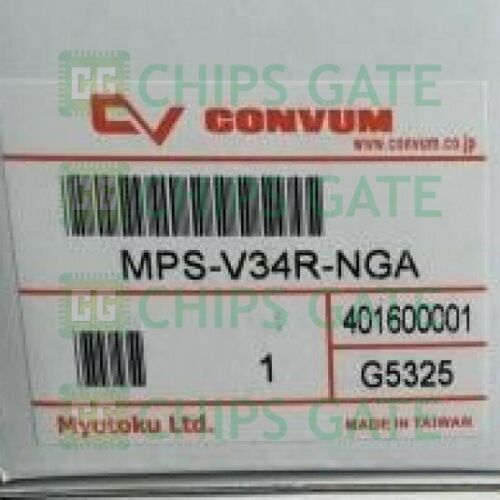 CHIPS GATE
CV CONVUM
www.convum.co.jp
CHIPS GATE
MPS-V34R-NGA
CHIPS GATE
401600001
1
G5325
Myotoku Ltd.
MADE IN TAIWAN
CHIPS GATE